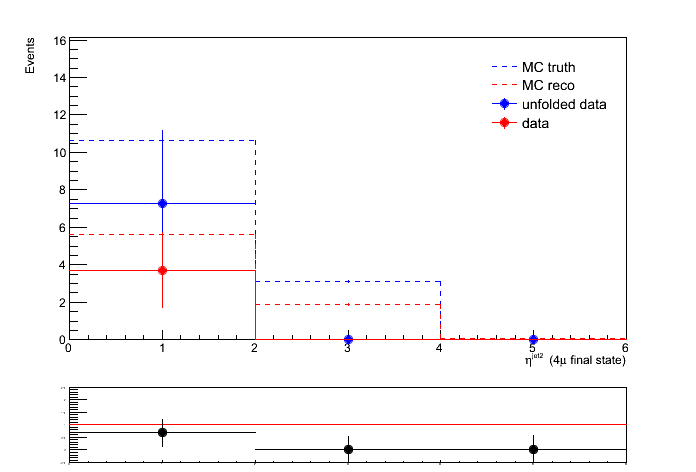 Events
16
14
12
10
8
6
4
2
0
MC truth
MC reco
unfolded data
data
0 1 2 3 4 5 6
η^jet2 (4μ final state)